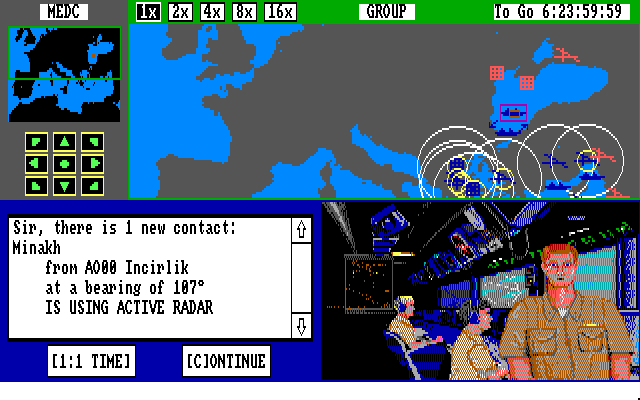 MEDC 1x 2x 4x 8x 16x GROUP To Go 6:23:59:59
Sir, there is 1 new contact:
Minakh
from AO00 Incirlik
at a bearing of 107°
IS USING ACTIVE RADAR
[1:1 TIME] [C]ONTINUE